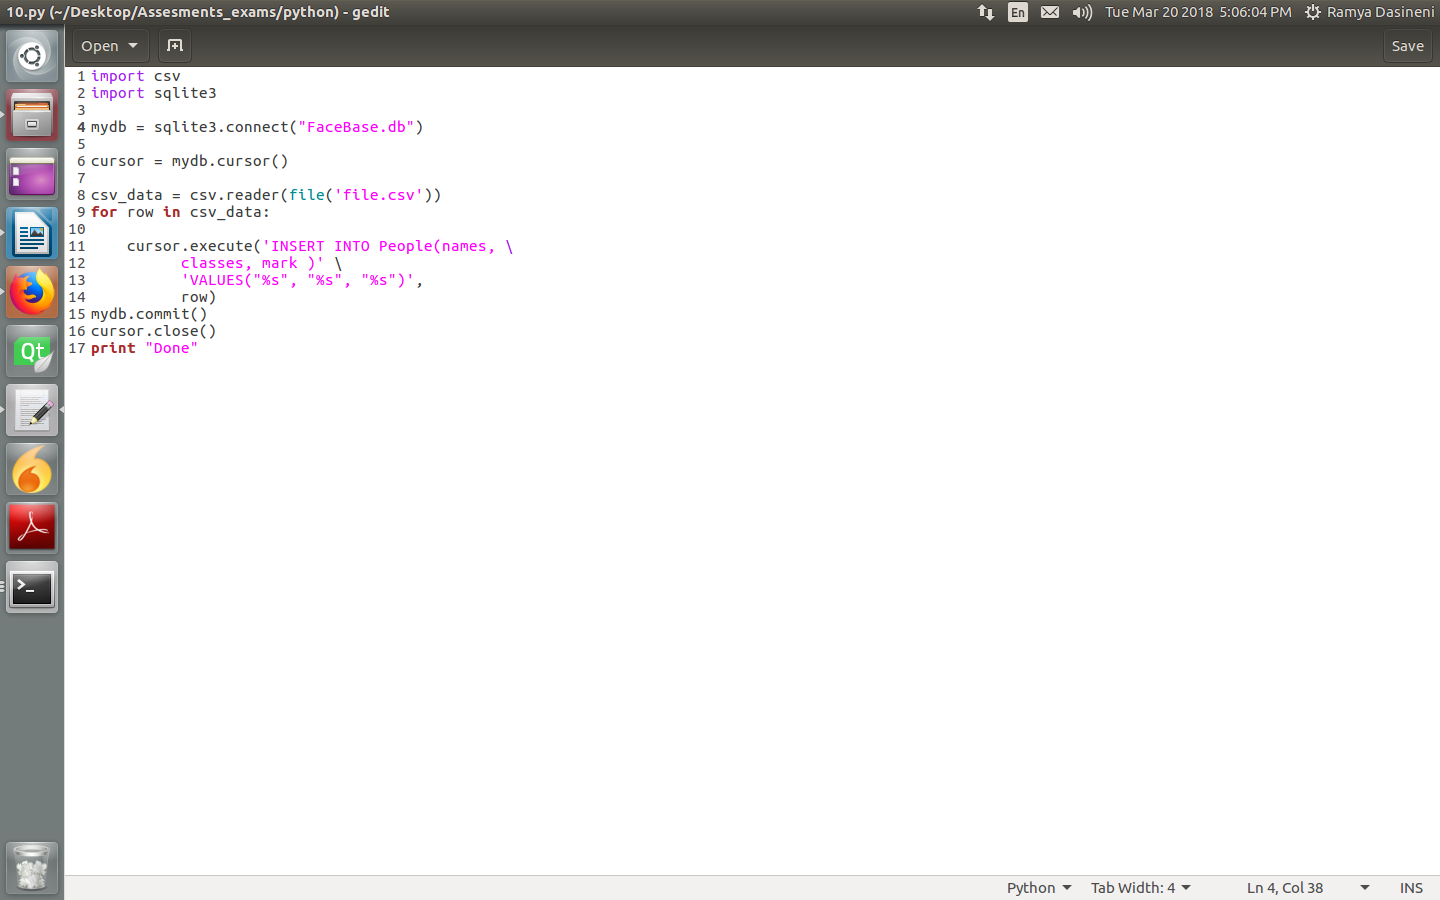 10.py (~/Desktop/Assesments_exams/python) - gedit
En
Tue Mar 20 2018 5:06:04 PM
Ramya Dasineni
Open
Save
1 import csv
2 import sqlite3
3
4 mydb = sqlite3.connect("FaceBase.db")
5
6 cursor = mydb.cursor()
7
8 csv_data = csv.reader(file('file.csv'))
9 for row in csv_data:
10
11     cursor.execute('INSERT INTO People(names, \
12           classes, mark )' \
13           'VALUES("%s", "%s", "%s")',
14           row)
15 mydb.commit()
16 cursor.close()
17 print "Done"
Qt
>_
Python
Tab Width: 4
Ln 4, Col 38
INS